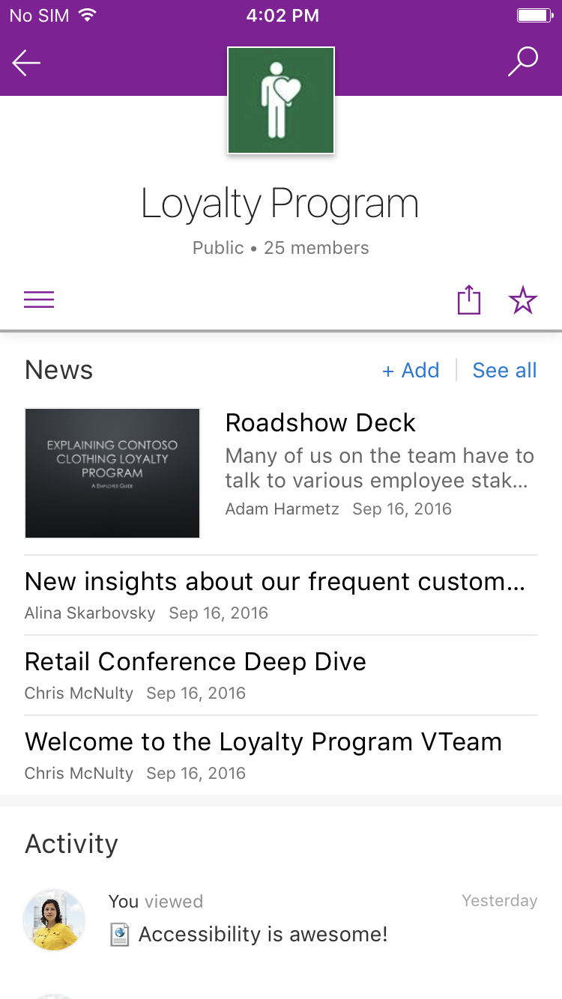 No SIM 4:02 PM
Loyalty Program
Public • 25 members
News + Add See all
EXPLAINING CONTOSO
CLOTHING LOYALTY
PROGRAM
A EMPLOYEE GUIDE
Roadshow Deck
Many of us on the team have to
talk to various employee stak...
Adam Harmetz Sep 16, 2016
New insights about our frequent custom...
Alina Skarbovsky Sep 16, 2016
Retail Conference Deep Dive
Chris McNulty Sep 16, 2016
Welcome to the Loyalty Program VTeam
Chris McNulty Sep 16, 2016
Activity
You viewed Yesterday
Accessibility is awesome!